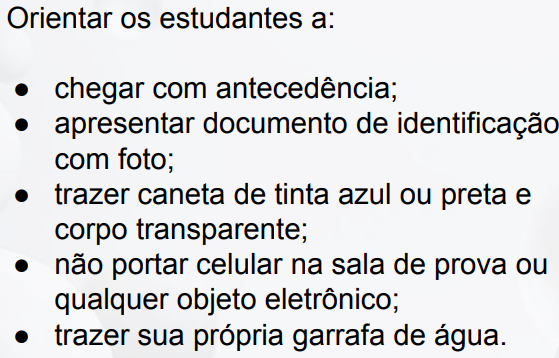 Orientar os estudantes a:
● chegar com antecedência;
● apresentar documento de identificação
com foto;
● trazer caneta de tinta azul ou preta e
corpo transparente;
● não portar celular na sala de prova ou
qualquer objeto eletrônico;
● trazer sua própria garrafa de água.